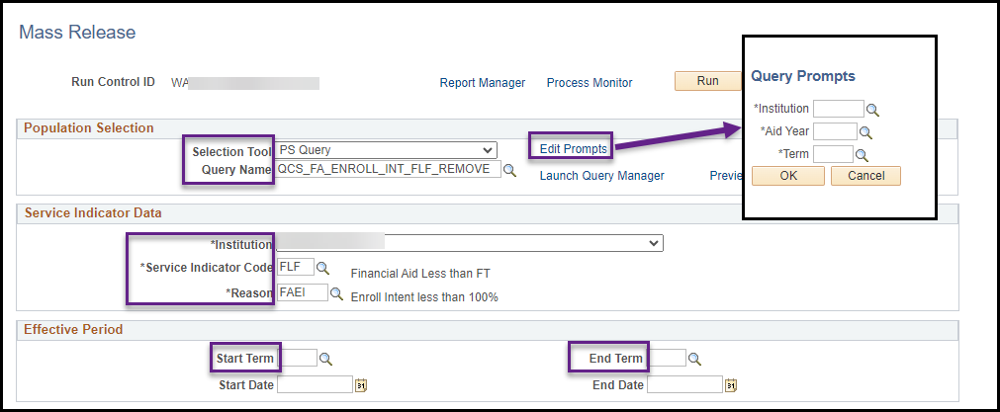 Mass Release
Run Control ID WA
Report Manager Process Monitor Run
Query Prompts
*Institution
*Aid Year
*Term
OK Cancel
Population Selection
Selection Tool PS Query Edit Prompts
Query Name QCS_FA_ENROLL_INT_FLF_REMOVE Launch Query Manager Previe
Service Indicator Data
*Institution
*Service Indicator Code FLF Financial Aid Less than FT
*Reason FAEI Enroll Intent less than 100%
Effective Period
Start Term End Term
Start Date 31 End Date 31